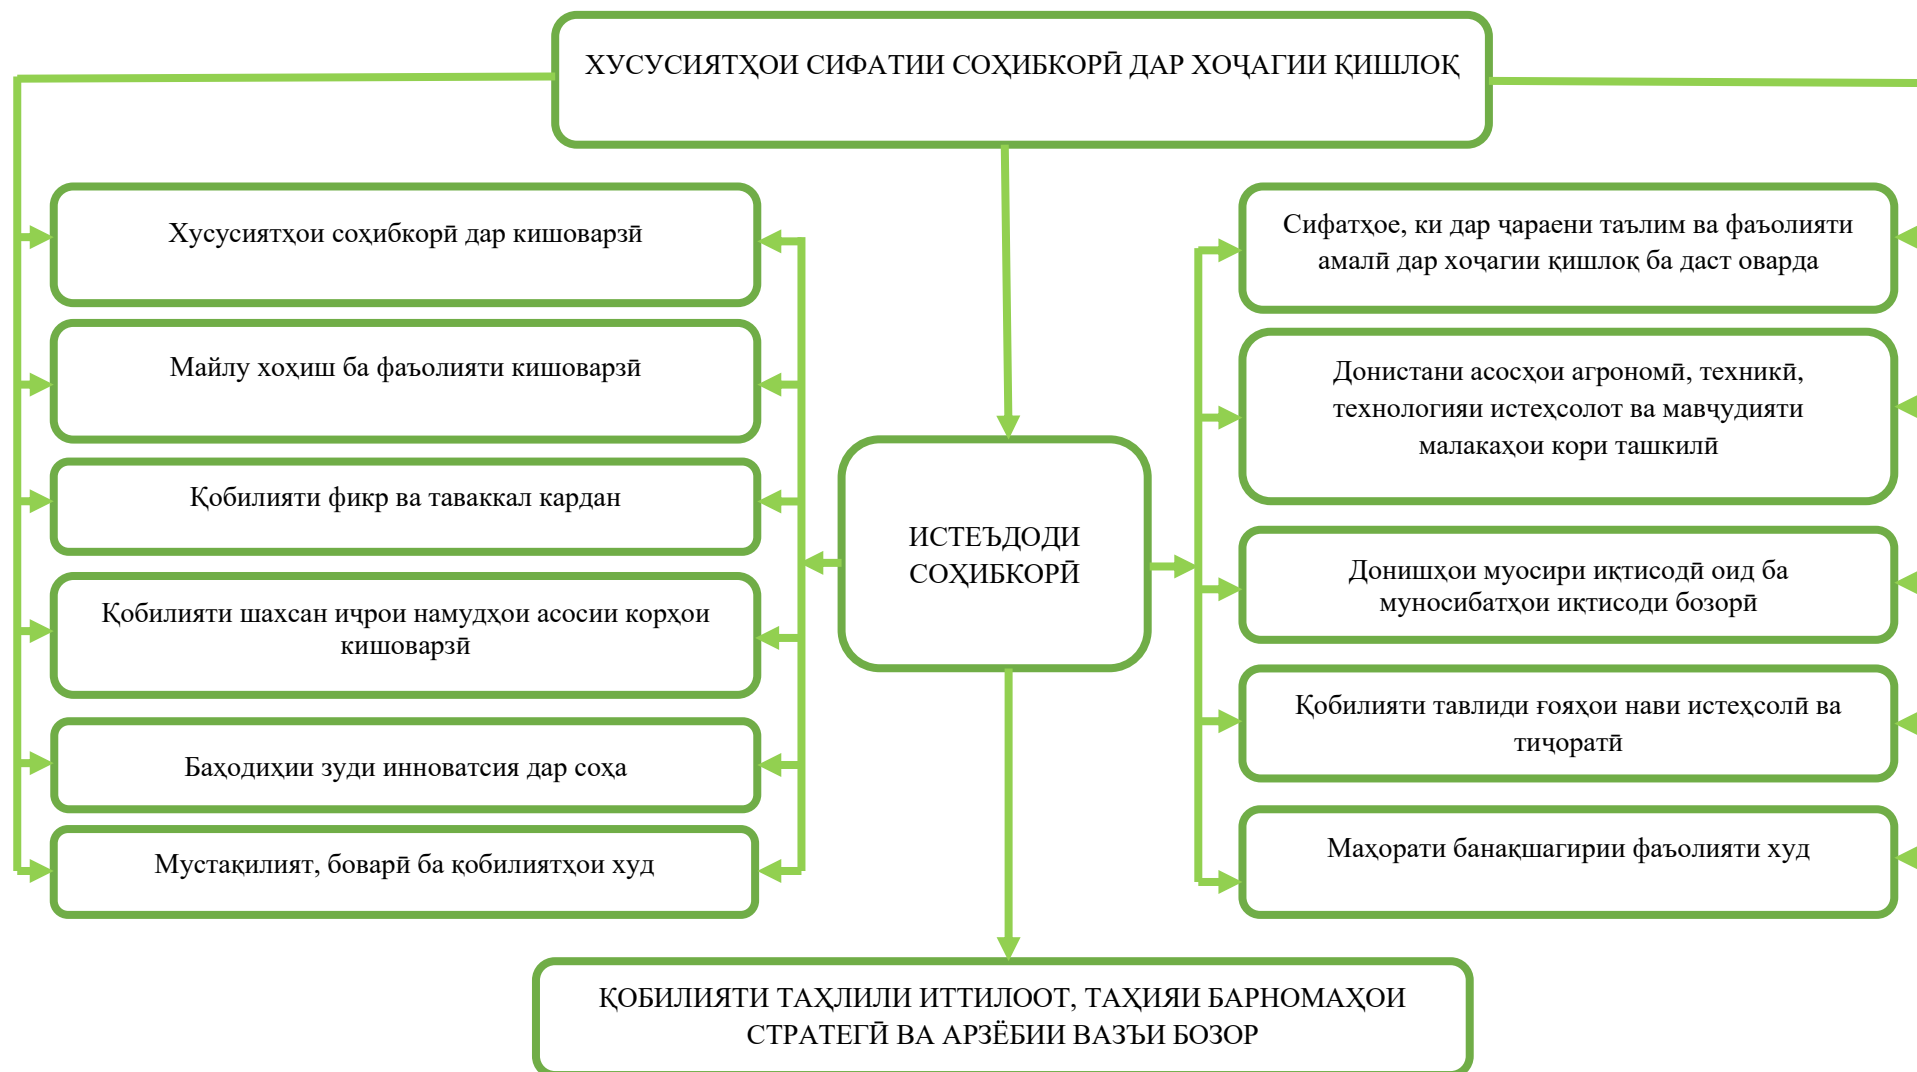 ХУСУСИЯТҲОИ СИФАТИИ СОҲИБКОРӢ ДАР ХОҶАГИИ ҚИШЛОҚ
Хусусиятҳои соҳибкорӣ дар кишоварзӣ
Майлу хоҳиш ба фаъолияти кишоварзӣ
Қобилияти фикр ва таваккал кардан
Қобилияти шахсан иҷрои намудҳои асосии корҳои
кишоварзӣ
Баҳодиҳии зуди инноватсия дар соҳа
Мустақилият, боварӣ ба қобилиятҳои худ
ИСТЕЪДОДИ
СОҲИБКОРӢ
Сифатҳое, ки дар ҷараени таълим ва фаъолияти
амалӣ дар хоҷагии қишлоқ ба даст оварда
Донистани асосҳои агрономӣ, техникӣ,
технологияи истеҳсолот ва мавҷудияти
малакаҳои кори ташкилӣ
Донишҳои муосири иқтисодӣ оид ба
муносибатҳои иқтисоди бозорӣ
Қобилияти тавлиди ғояҳои нави истеҳсолӣ ва
тиҷоратӣ
Маҳорати банақшагирии фаъолияти худ
ҚОБИЛИЯТИ ТАҲЛИЛИ ИТТИЛООТ, ТАҲИЯИ БАРНОМАҲОИ
СТРАТЕГӢ ВА АРЗЁБИИ ВАЗЪИ БОЗОР